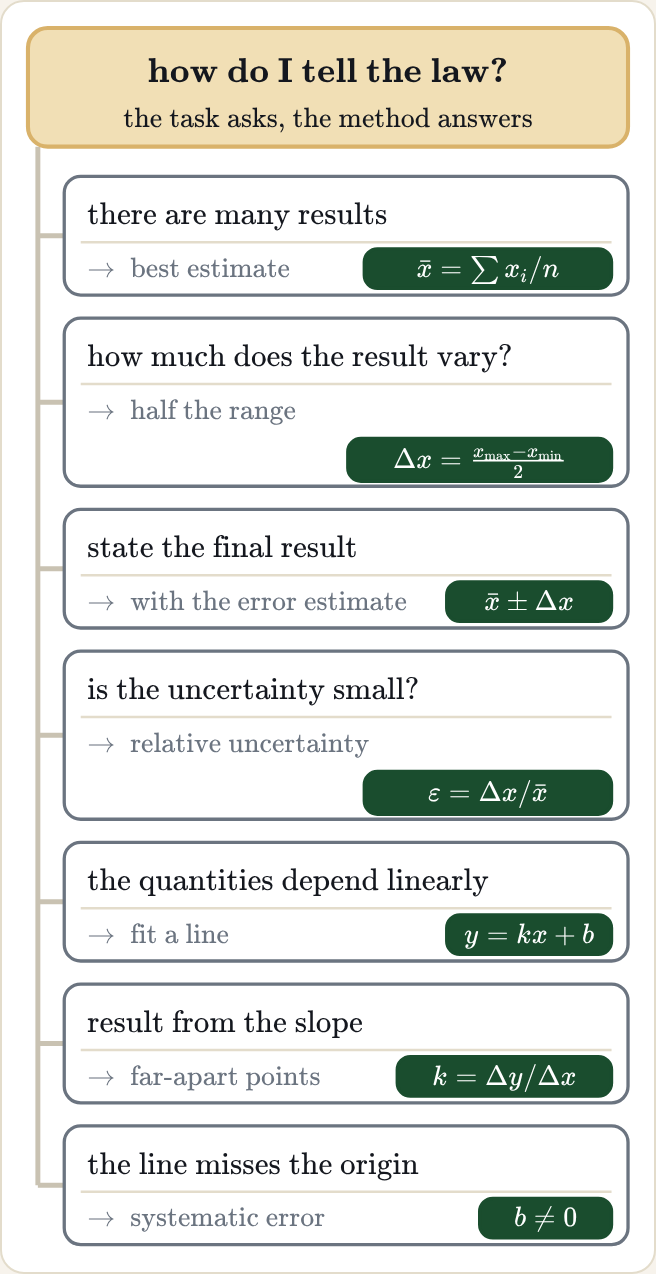 how do I tell the law?
the task asks, the method answers
there are many results
→ best estimate x̄ = ∑ xᵢ/n
how much does the result vary?
→ half the range
Δx = (x_max − x_min)/2
state the final result
→ with the error estimate x̄ ± Δx
is the uncertainty small?
→ relative uncertainty
ε = Δx/x̄
the quantities depend linearly
→ fit a line y = kx + b
result from the slope
→ far-apart points k = Δy/Δx
the line misses the origin
→ systematic error b ≠ 0